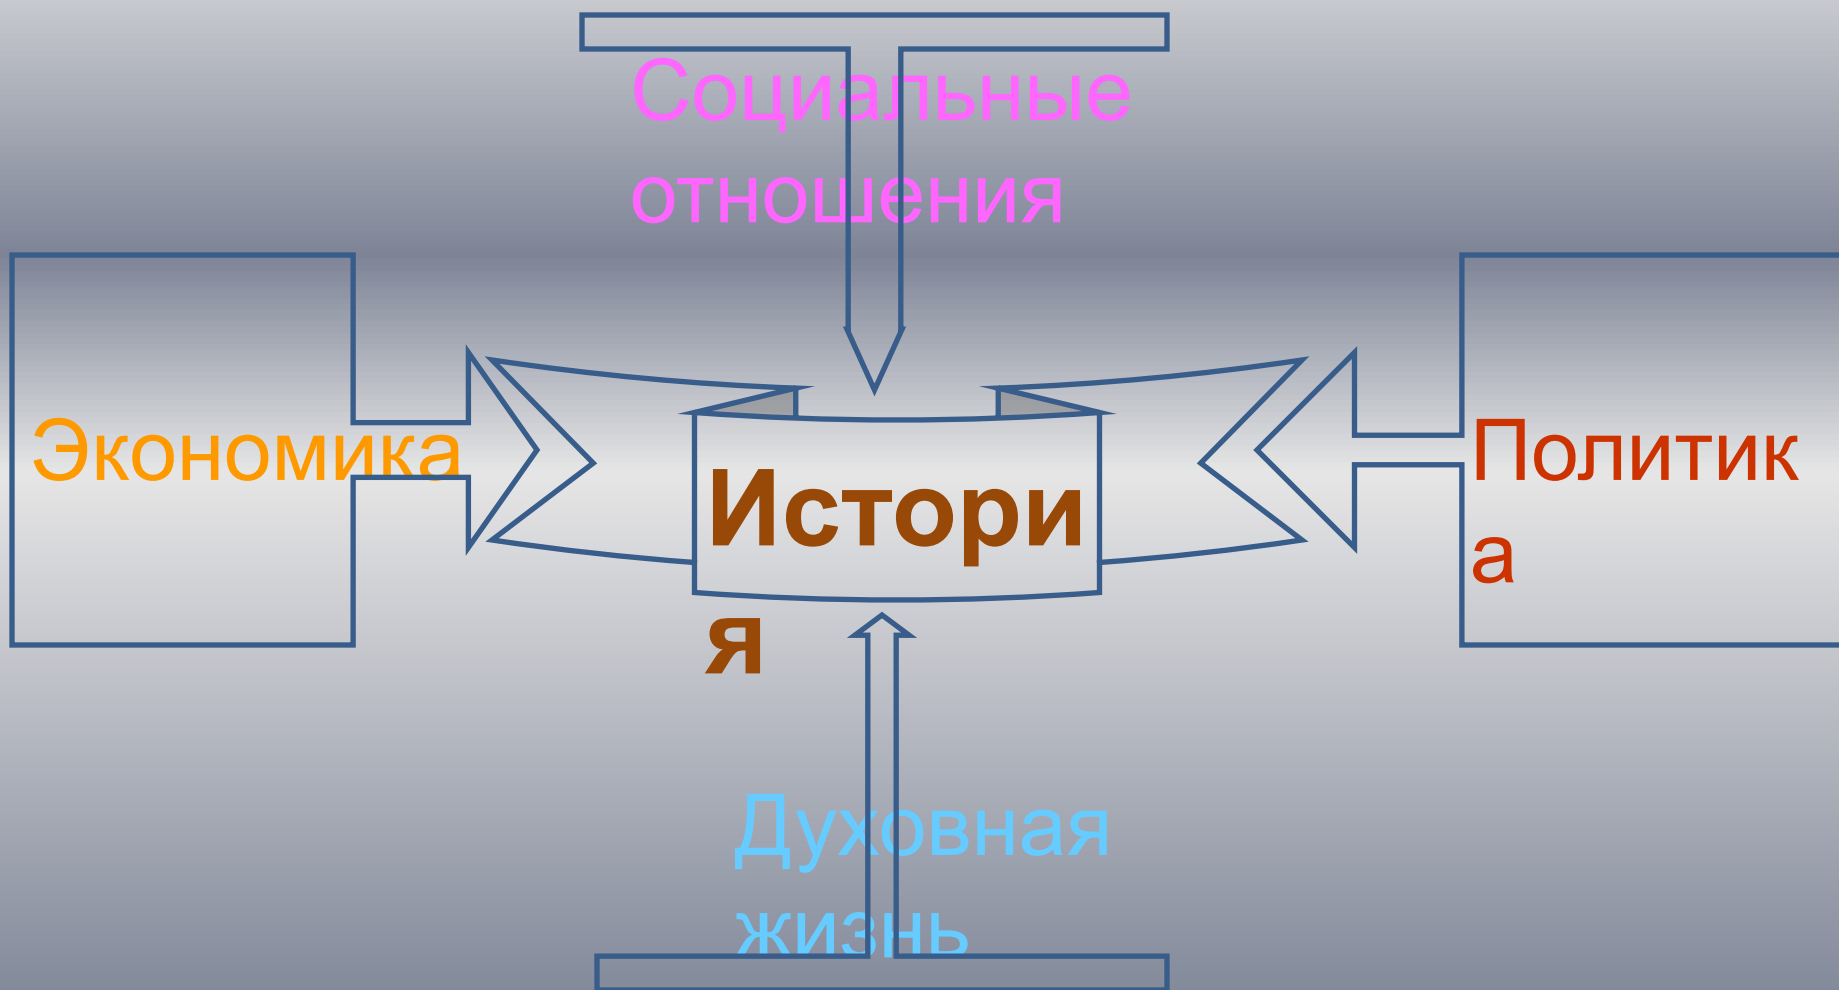 Социальные
отношения
Экономика
Истори
я
Политик
а
Духовная
жизнь